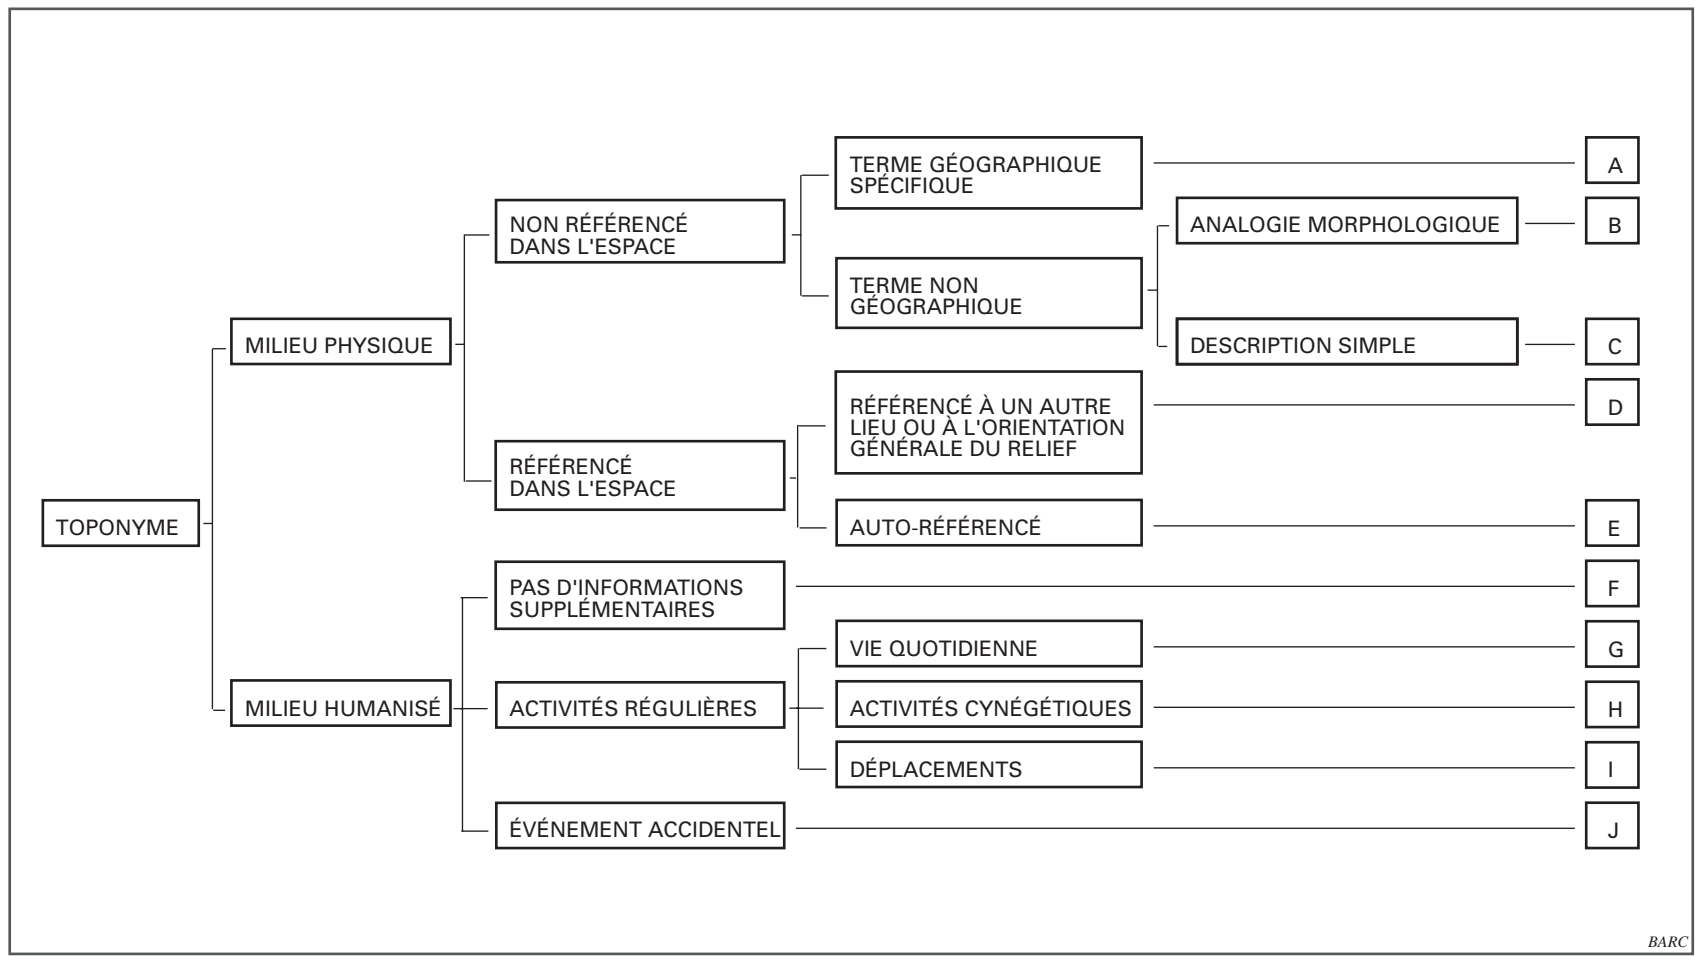 TERME GÉOGRAPHIQUE
SPÉCIFIQUE
A
NON RÉFÉRENCÉ
DANS L'ESPACE
ANALOGIE MORPHOLOGIQUE
B
TERME NON
GÉOGRAPHIQUE
MILIEU PHYSIQUE
DESCRIPTION SIMPLE
C
RÉFÉRENCÉ À UN AUTRE
LIEU OU À L'ORIENTATION
GÉNÉRALE DU RELIEF
D
RÉFÉRENCÉ
DANS L'ESPACE
TOPONYME
AUTO-RÉFÉRENCÉ
E
PAS D'INFORMATIONS
SUPPLÉMENTAIRES
F
VIE QUOTIDIENNE
G
MILIEU HUMANISÉ
ACTIVITÉS RÉGULIÈRES
ACTIVITÉS CYNÉGÉTIQUES
H
DÉPLACEMENTS
I
ÉVÉNEMENT ACCIDENTEL
J
BARC